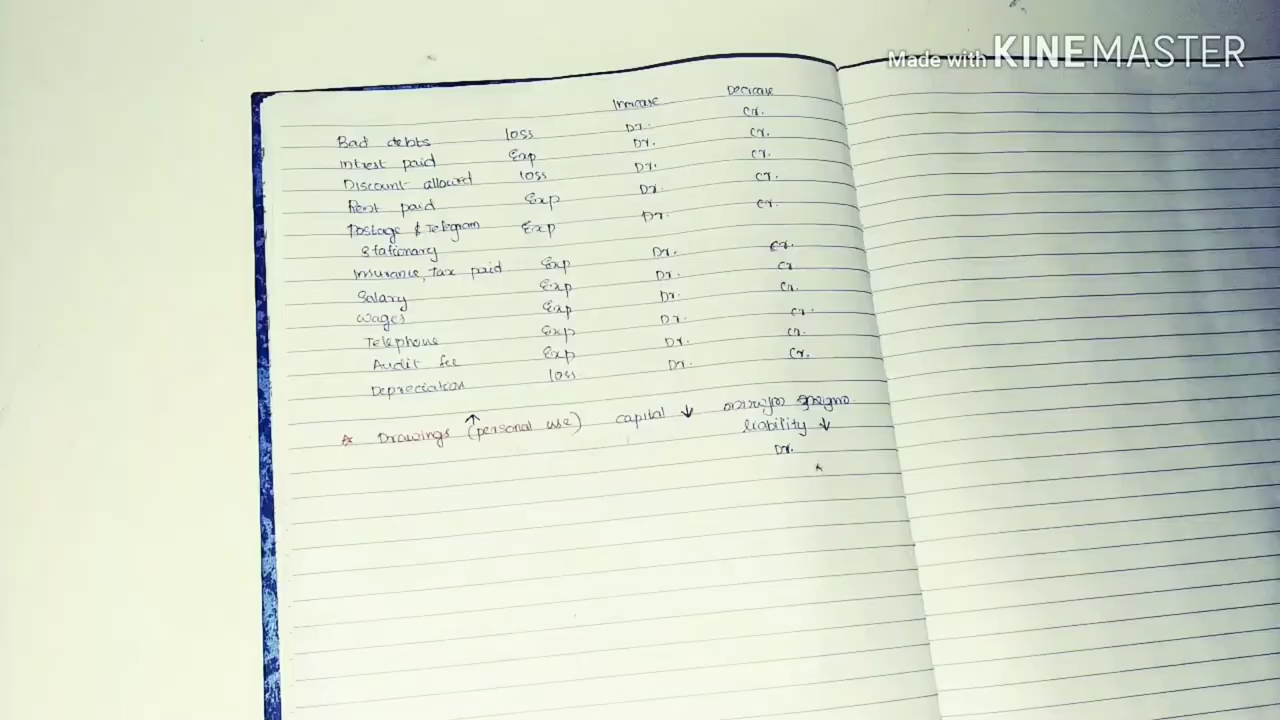 Made with KINEMASTER
Increase Decrease
Bad debts loss Dr. Cr.
Intrest paid Exp Dr. Cr.
Discount allowed loss Dr. Cr.
Rent paid Exp Dr. Cr.
Postage & Telegram Exp Dr. Cr.
Stationary
Insurance, tax paid Exp Dr. Cr.
Salary Exp Dr. Cr
Wages Exp Dr. Cr.
Telephone Exp Dr. Cr.
Audit fee Exp Dr. Cr.
Depreciation loss Dr. Cr.
* Drawings ↑ (personal use) capital ↓
liability ↓
Dr.